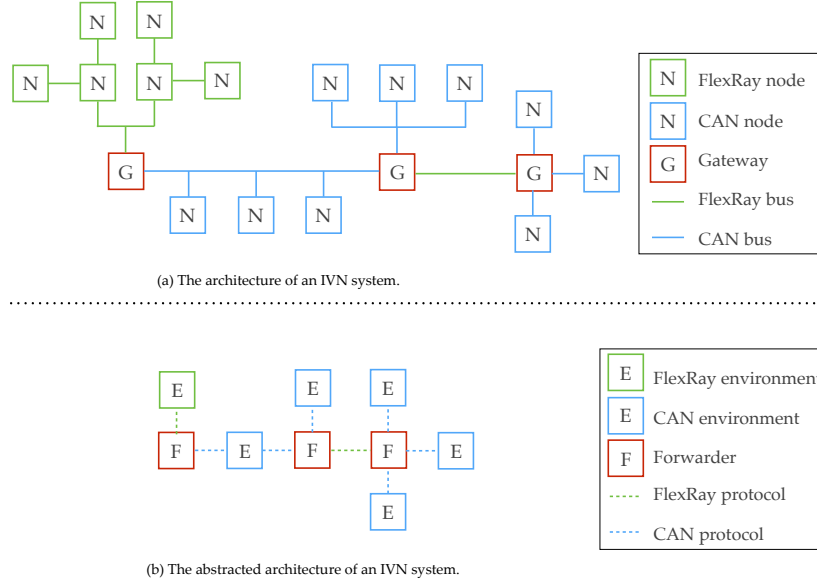 N N
N N N N
N N N
N
G G G N
N N N
N
N FlexRay node
N CAN node
G Gateway
FlexRay bus
CAN bus
(a) The architecture of an IVN system.
E E E
F E F F E
E
E FlexRay environment
E CAN environment
F Forwarder
FlexRay protocol
CAN protocol
(b) The abstracted architecture of an IVN system.